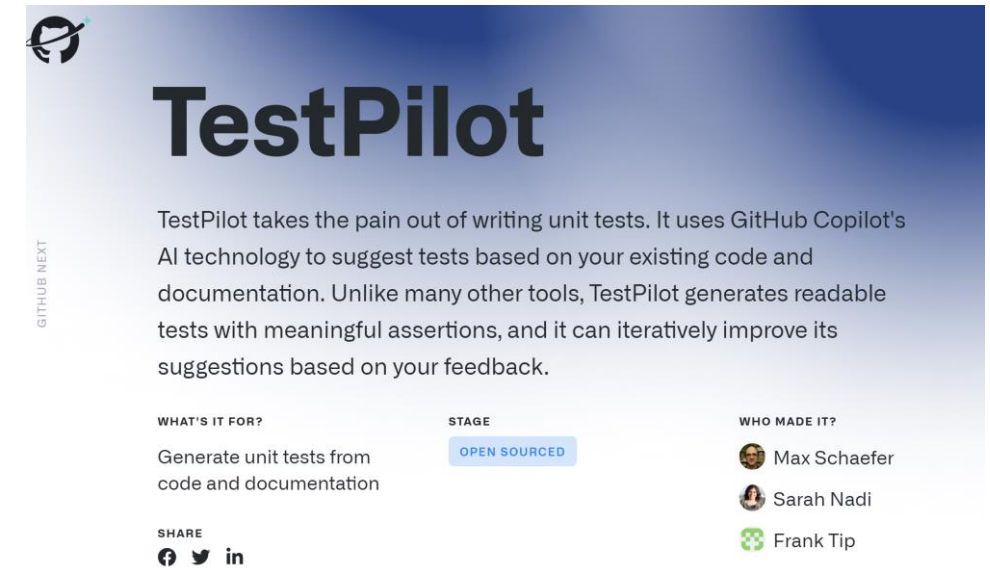 TestPilot
TestPilot takes the pain out of writing unit tests. It uses GitHub Copilot's
AI technology to suggest tests based on your existing code and
documentation. Unlike many other tools, TestPilot generates readable
tests with meaningful assertions, and it can iteratively improve its
suggestions based on your feedback.
GITHUB NEXT
WHAT'S IT FOR?
Generate unit tests from
code and documentation
SHARE
STAGE
OPEN SOURCED
WHO MADE IT?
Max Schaefer
Sarah Nadi
Frank Tip